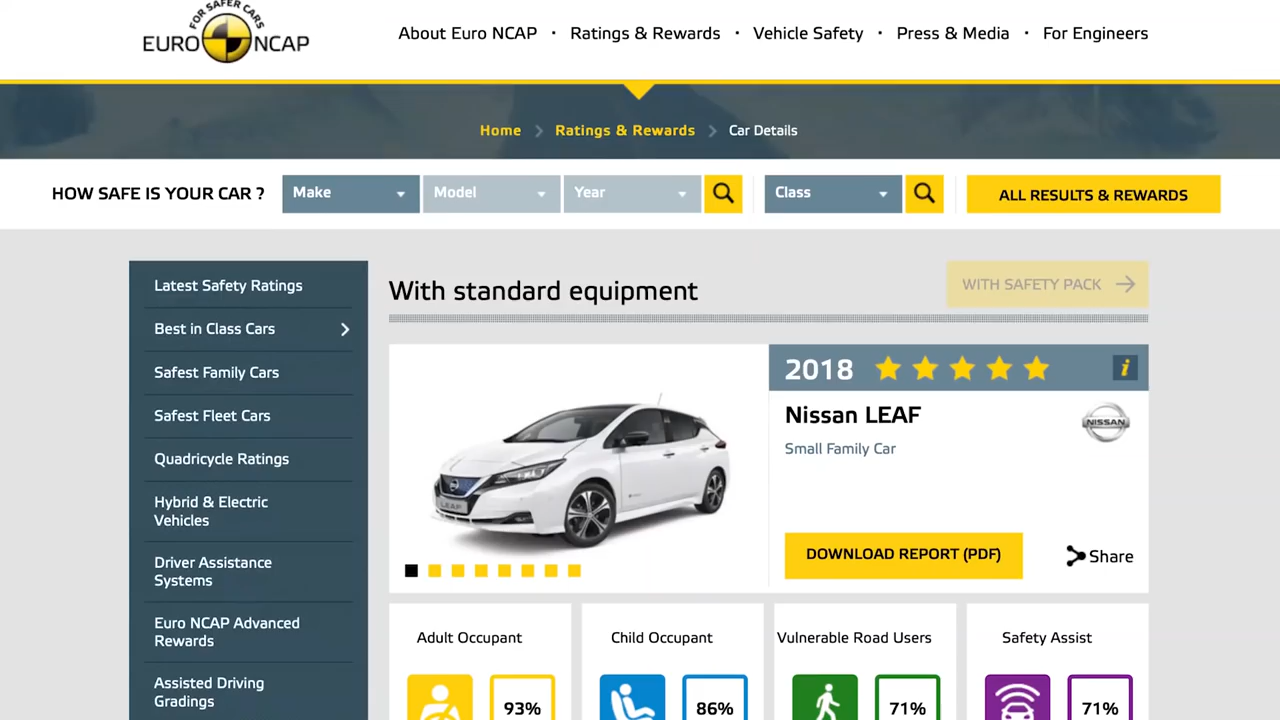 FOR SAFER CARS
EURO NCAP
About Euro NCAP · Ratings & Rewards · Vehicle Safety · Press & Media · For Engineers
Home > Ratings & Rewards > Car Details
HOW SAFE IS YOUR CAR ?
Make
Model
Year
Class
ALL RESULTS & REWARDS
Latest Safety Ratings
Best in Class Cars
Safest Family Cars
Safest Fleet Cars
Quadricycle Ratings
Hybrid & Electric
Vehicles
Driver Assistance
Systems
Euro NCAP Advanced
Rewards
Assisted Driving
Gradings
With standard equipment
WITH SAFETY PACK
LEAF
2018
i
Nissan LEAF
NISSAN
Small Family Car
DOWNLOAD REPORT (PDF)
Share
Adult Occupant
93%
Child Occupant
86%
Vulnerable Road Users
71%
Safety Assist
71%